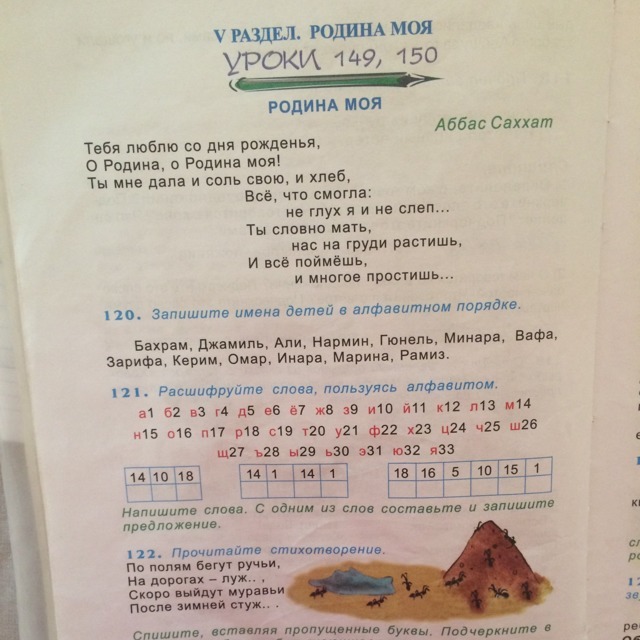 V РАЗДЕЛ. РОДИНА МОЯ
УРОКИ 149, 150
РОДИНА МОЯ
Аббас Саххат
Тебя люблю со дня рожденья,
О Родина, о Родина моя!
Ты мне дала и соль свою, и хлеб,
Всё, что смогла:
не глух я и не слеп...
Ты словно мать,
нас на груди растишь,
И всё поймёшь,
и многое простишь...
120. Запишите имена детей в алфавитном порядке.
Бахрам, Джамиль, Али, Нармин, Гюнель, Минара, Вафа,
Зарифа, Керим, Омар, Инара, Марина, Рамиз.
121. Расшифруйте слова, пользуясь алфавитом.
а1 б2 в3 г4 д5 е6 ё7 ж8 з9 и10 й11 к12 л13 м14
н15 о16 п17 р18 с19 т20 у21 ф22 х23 ц24 ч25 ш26
щ27 ъ28 ы29 ь30 э31 ю32 я33
14 10 18 14 1 14 1 18 16 5 10 15 1
Напишите слова. С одним из слов составьте и запишите
предложение.
122. Прочитайте стихотворение.
По полям бегут ручьи,
На дорогах – луж.. ,
Скоро выйдут муравьи
После зимней стуж.. .
Спишите, вставляя пропущенные буквы. Подчеркните в